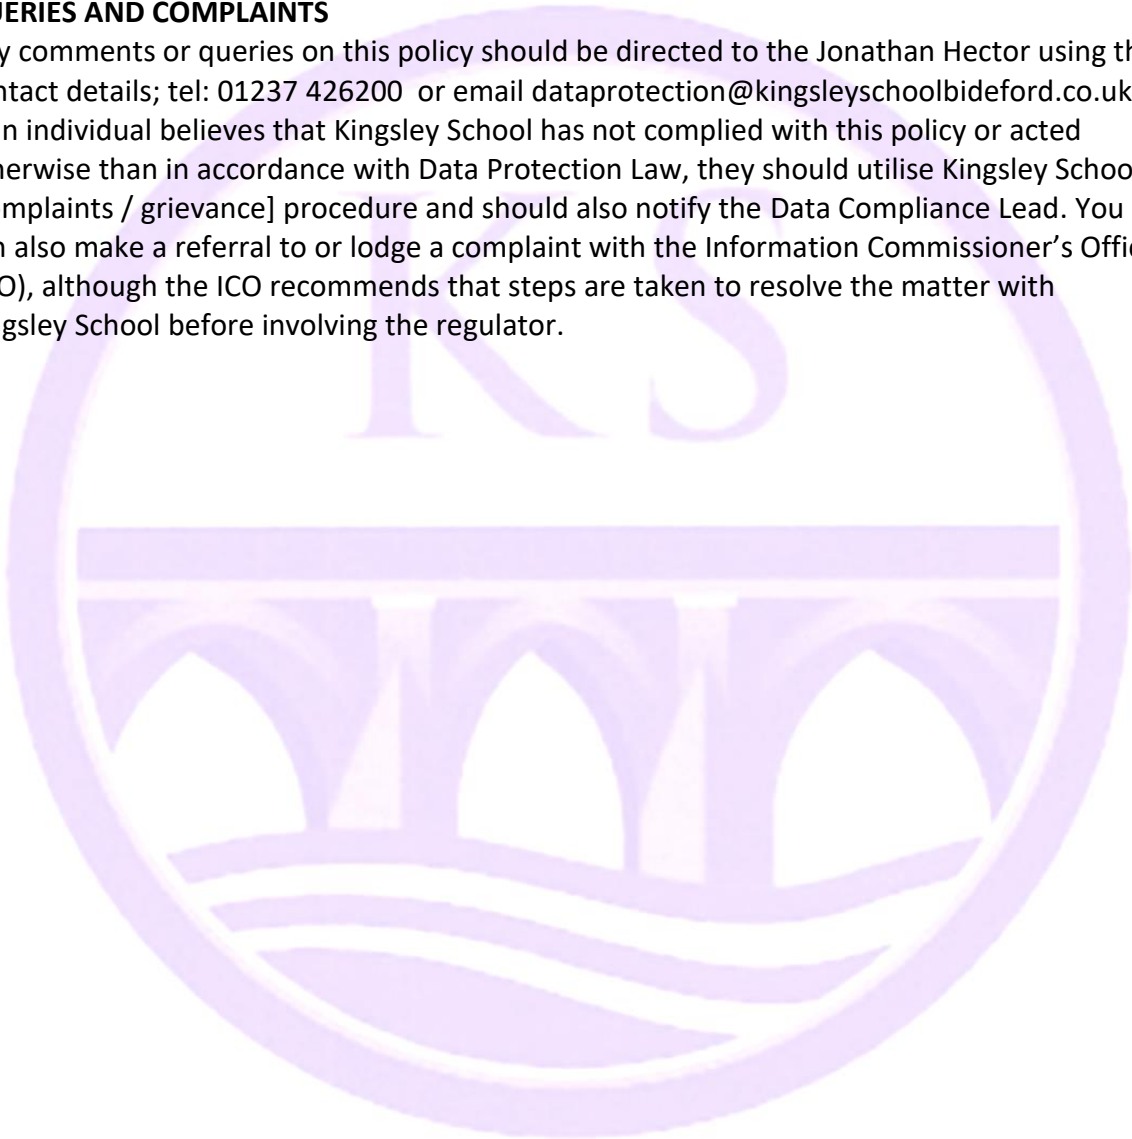 UERIES AND COMPLAINTS
y comments or queries on this policy should be directed to the Jonathan Hector using th
ntact details; tel: 01237 426200 or email dataprotection@kingsleyschoolbideford.co.uk
n individual believes that Kingsley School has not complied with this policy or acted
herwise than in accordance with Data Protection Law, they should utilise Kingsley Schoo
mplaints / grievance] procedure and should also notify the Data Compliance Lead. You
n also make a referral to or lodge a complaint with the Information Commissioner’s Offi
O), although the ICO recommends that steps are taken to resolve the matter with
gsley School before involving the regulator.
KS